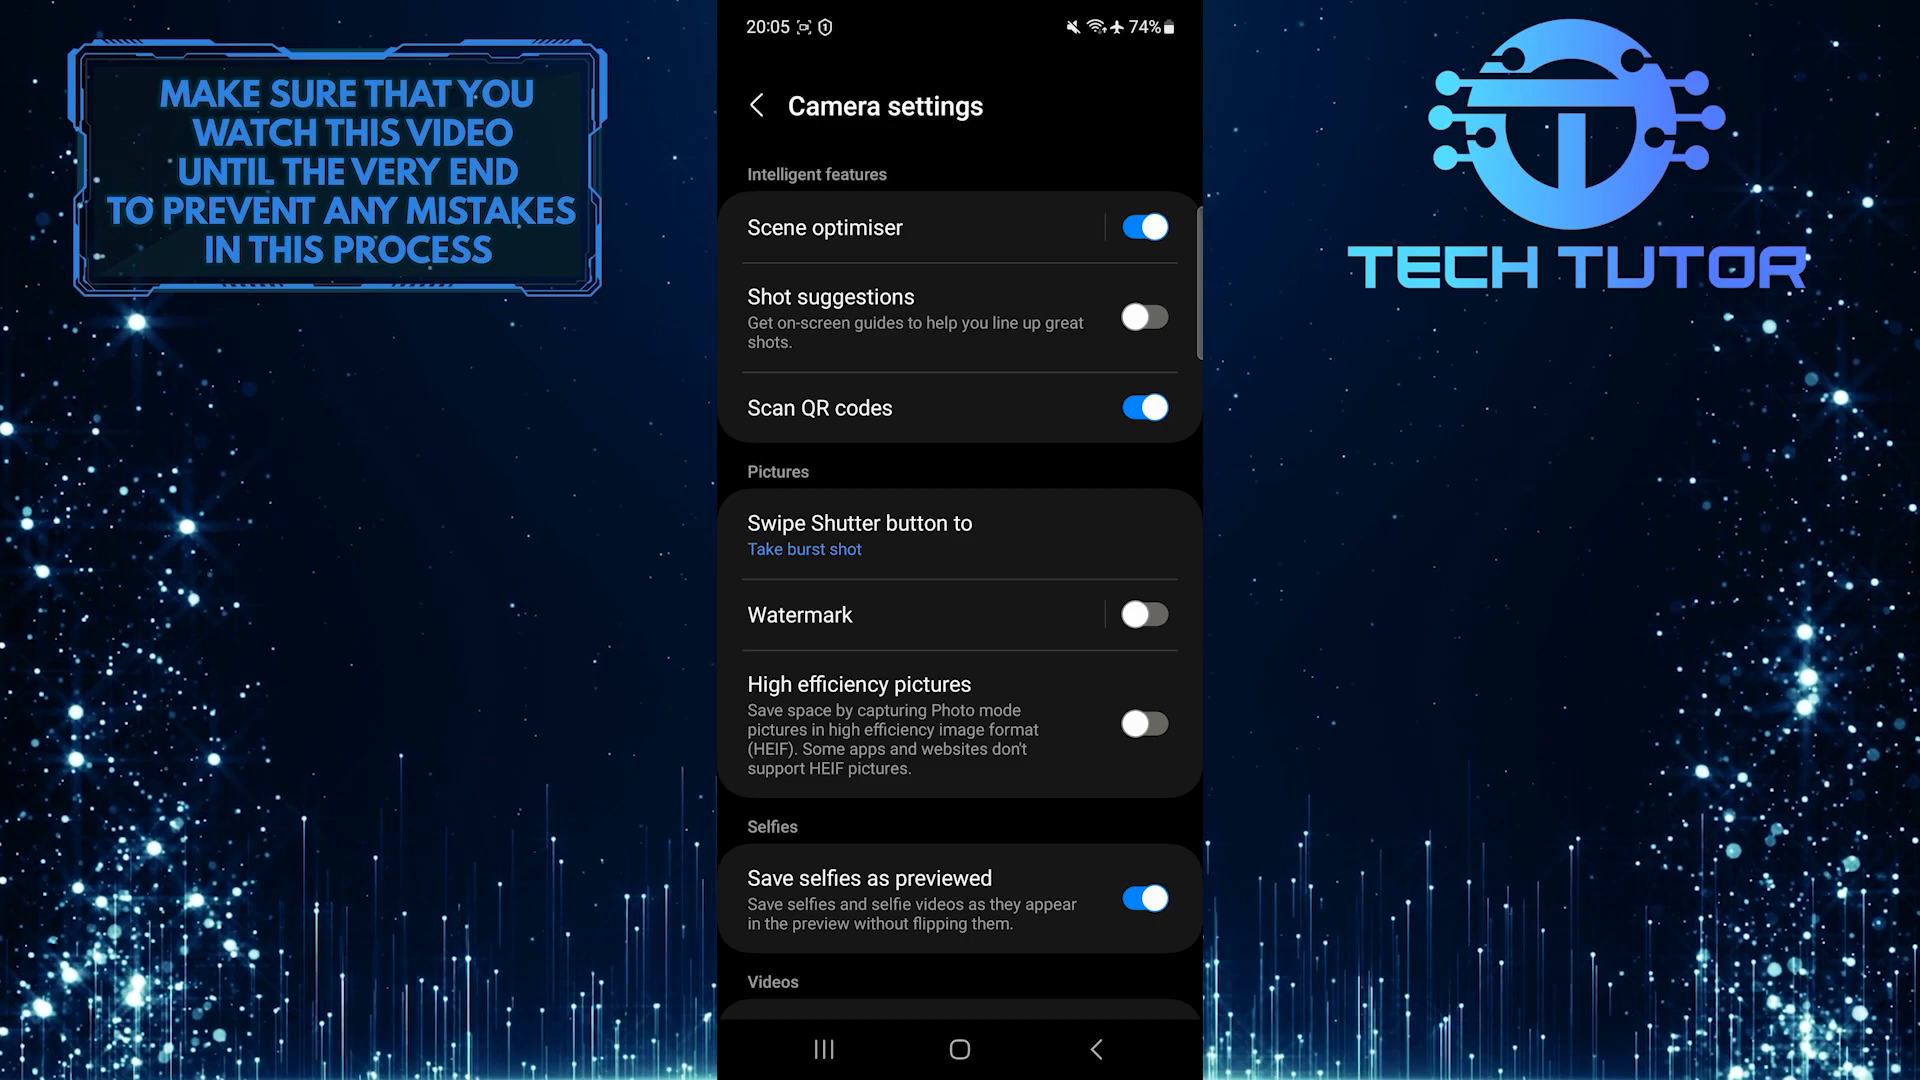 MAKE SURE THAT YOU
WATCH THIS VIDEO
UNTIL THE VERY END
TO PREVENT ANY MISTAKES
IN THIS PROCESS
20:05
74%
Camera settings
Intelligent features
Scene optimiser
Shot suggestions
Get on-screen guides to help you line up great
shots.
Scan QR codes
Pictures
Swipe Shutter button to
Take burst shot
Watermark
High efficiency pictures
Save space by capturing Photo mode
pictures in high efficiency image format
(HEIF). Some apps and websites don't
support HEIF pictures.
Selfies
Save selfies as previewed
Save selfies and selfie videos as they appear
in the preview without flipping them.
Videos
TECH TUTOR